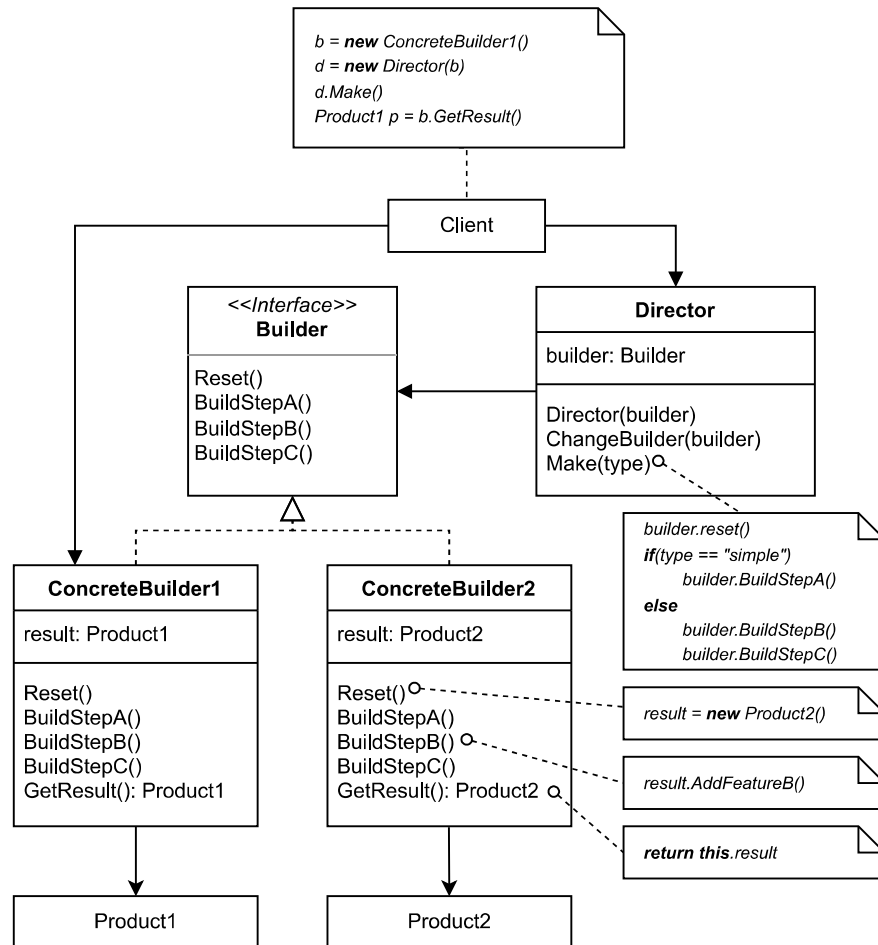 b = new ConcreteBuilder1()
d = new Director(b)
d.Make()
Product1 p = b.GetResult()
Client
<<Interface>>
Builder
Reset()
BuildStepA()
BuildStepB()
BuildStepC()
Director
builder: Builder
Director(builder)
ChangeBuilder(builder)
Make(type)
builder.reset()
if(type == "simple")
builder.BuildStepA()
else
builder.BuildStepB()
builder.BuildStepC()
ConcreteBuilder1
result: Product1
Reset()
BuildStepA()
BuildStepB()
BuildStepC()
GetResult(): Product1
ConcreteBuilder2
result: Product2
Reset()
BuildStepA()
BuildStepB()
BuildStepC()
GetResult(): Product2
result = new Product2()
result.AddFeatureB()
return this.result
Product1
Product2